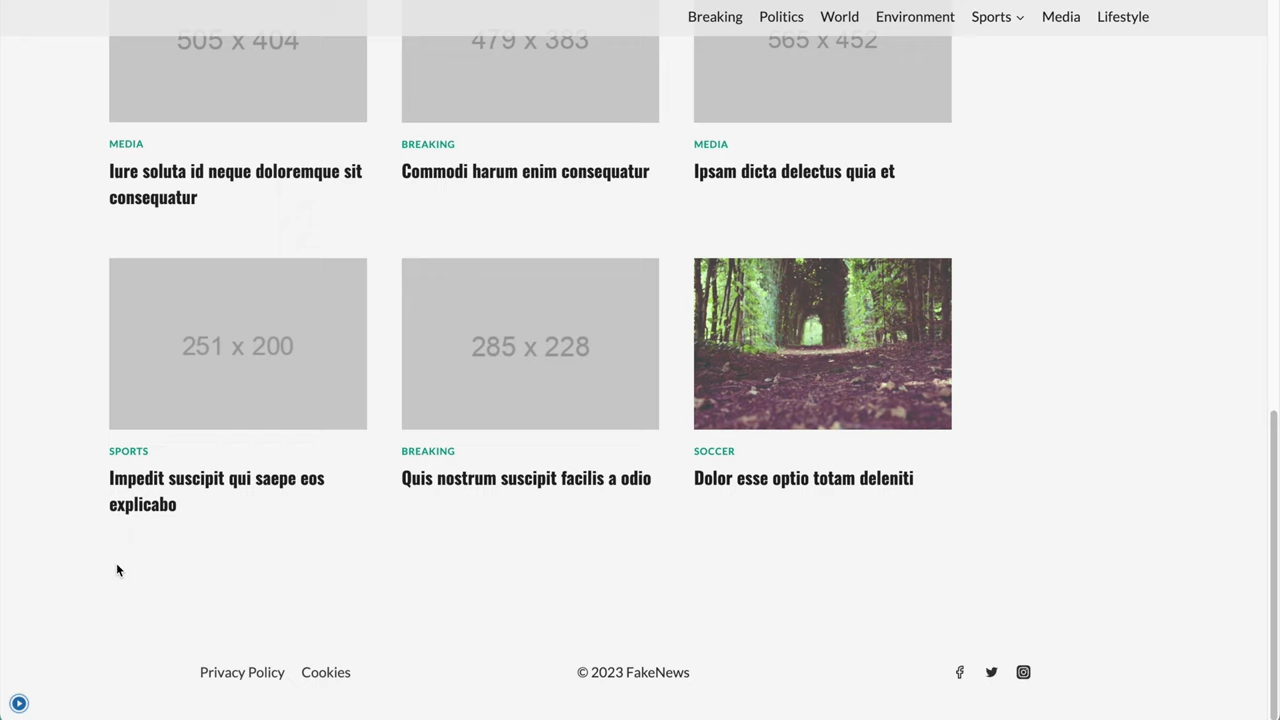 Breaking Politics World Environment Sports Media Lifestyle
505 x 404 479 x 383 565 x 452
MEDIA BREAKING MEDIA
Iure soluta id neque doloremque sit Commodi harum enim consequatur Ipsam dicta delectus quia et
consequatur
251 x 200 285 x 228
SPORTS BREAKING SOCCER
Impedit suscipit qui saepe eos Quis nostrum suscipit facilis a odio Dolor esse optio totam deleniti
explicabo
Privacy Policy Cookies © 2023 FakeNews